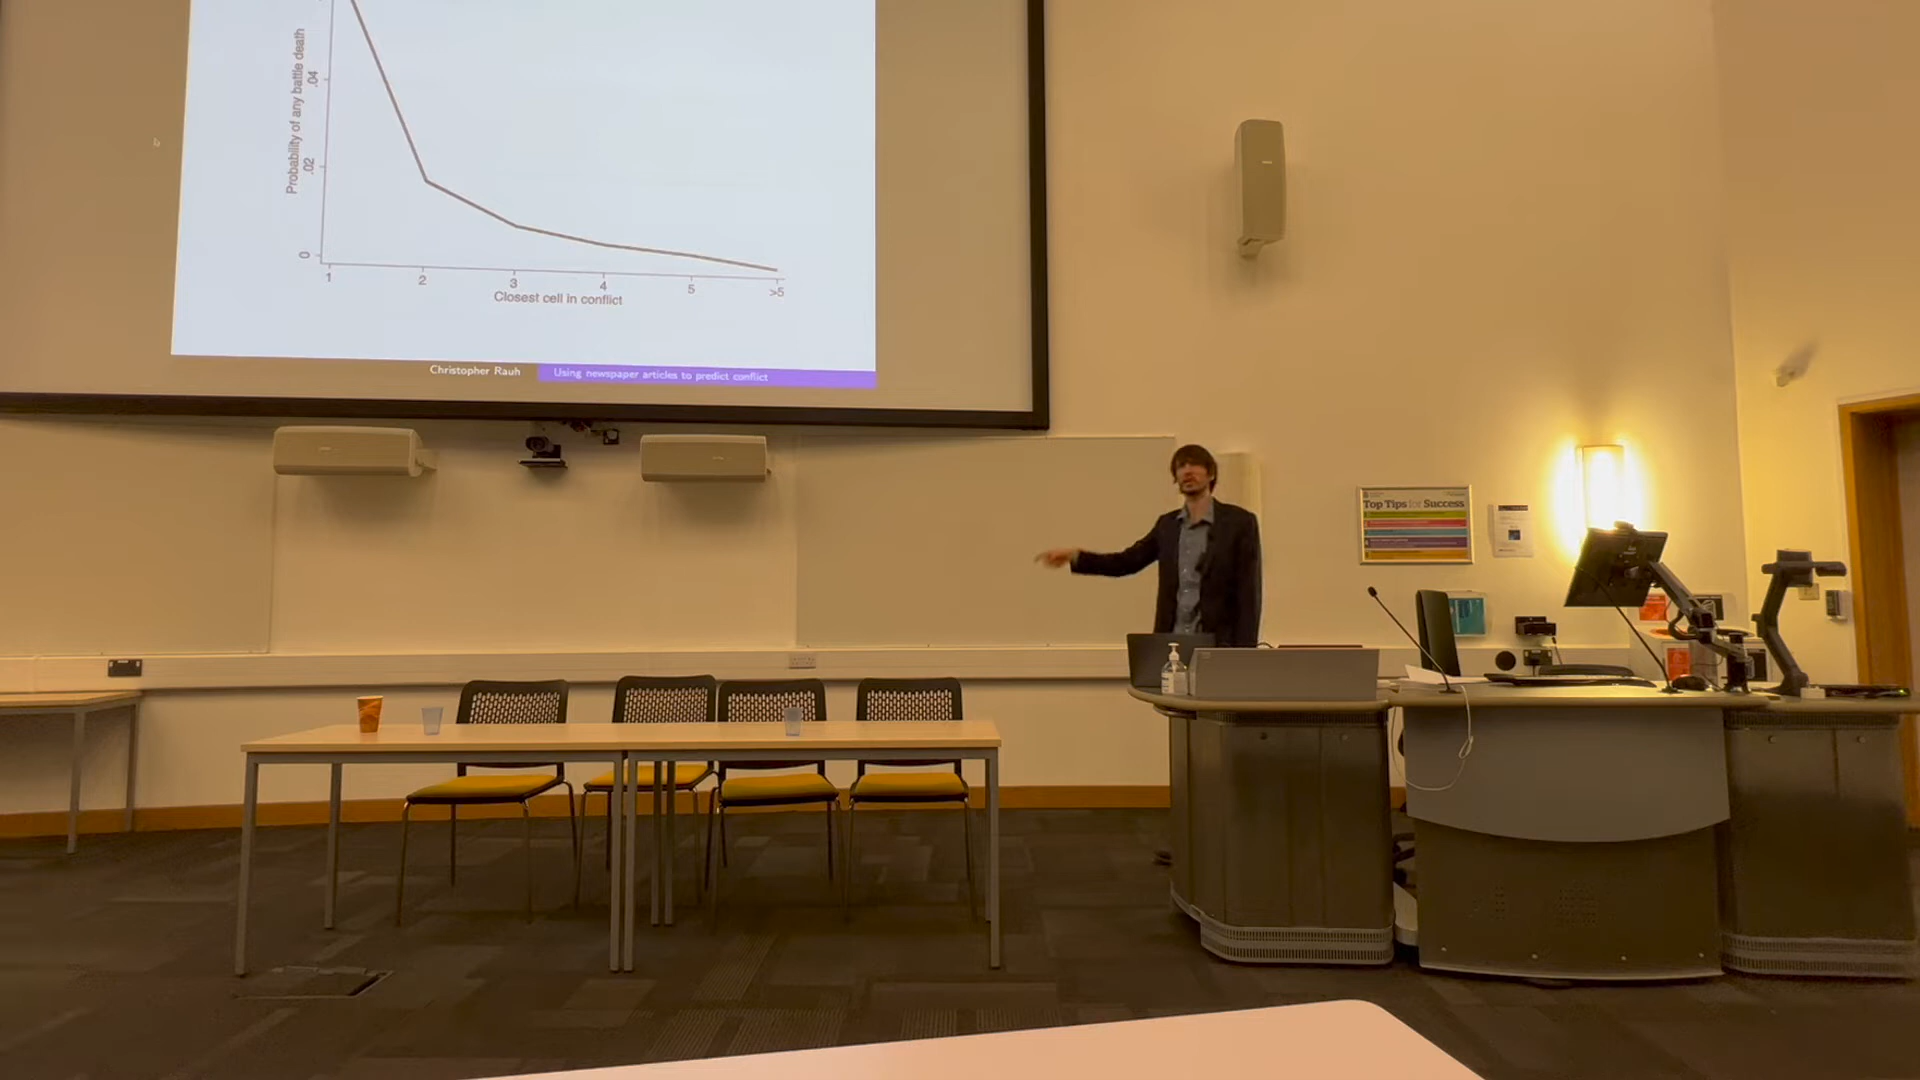 Probability of any battle death
.04
.02
0
1
2
3
4
5
>5
Closest cell in conflict
Christopher Rauh
Using newspaper articles to predict conflict
Top Tips for Success